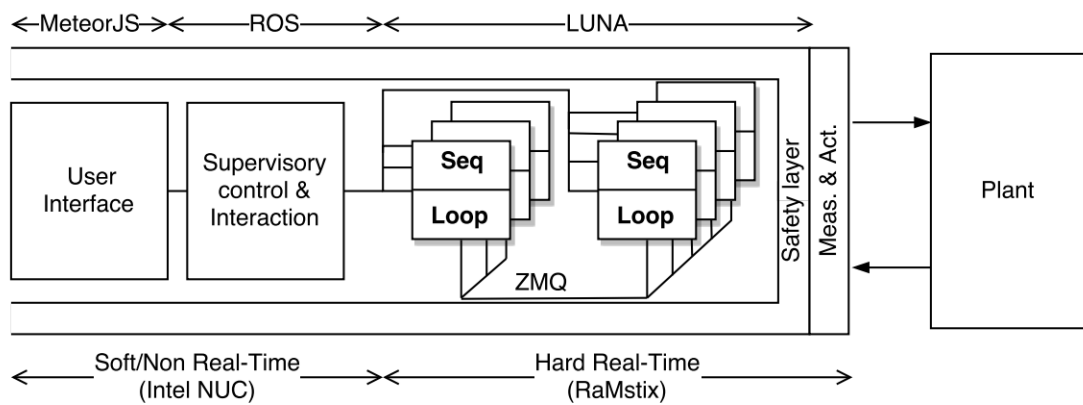 MeteorJS
ROS
LUNA
User
Interface
Supervisory
control &
Interaction
Seq
Loop
Seq
Loop
ZMQ
Safety layer
Meas. & Act.
Plant
Soft/Non Real-Time
(Intel NUC)
Hard Real-Time
(RaMstix)